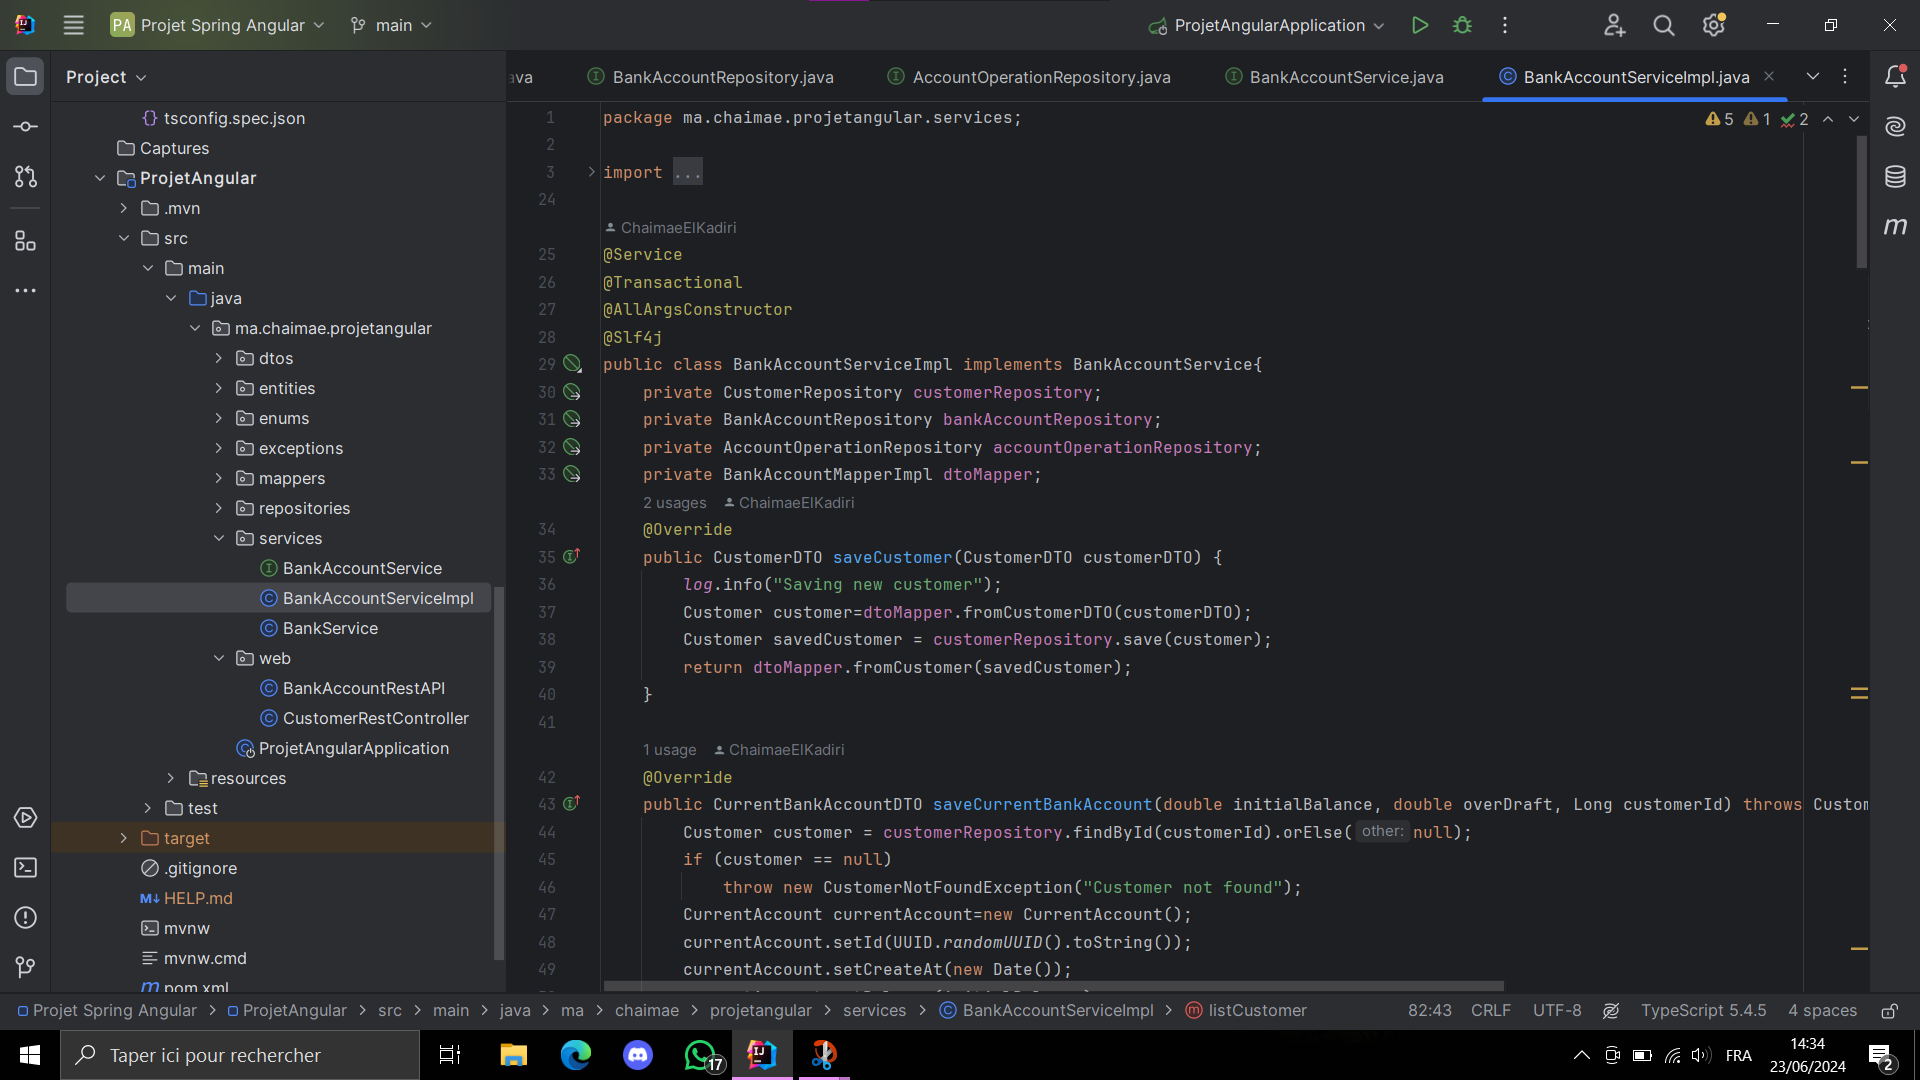 PA Projet Spring Angular main ProjetAngularApplication
Project
ava BankAccountRepository.java AccountOperationRepository.java BankAccountService.java BankAccountServiceImpl.java
tsconfig.spec.json
Captures
ProjetAngular
.mvn
src
main
java
ma.chaimae.projetangular
dtos
entities
enums
exceptions
mappers
repositories
services
BankAccountService
BankAccountServiceImpl
BankService
web
BankAccountRestAPI
CustomerRestController
ProjetAngularApplication
resources
test
target
.gitignore
HELP.md
mvnw
mvnw.cmd
pom.xml
5 1 2
1 package ma.chaimae.projetangular.services;
2
3 import ...
24
ChaimaeElKadiri
25 @Service
26 @Transactional
27 @AllArgsConstructor
28 @Slf4j
29 public class BankAccountServiceImpl implements BankAccountService{
30 private CustomerRepository customerRepository;
31 private BankAccountRepository bankAccountRepository;
32 private AccountOperationRepository accountOperationRepository;
33 private BankAccountMapperImpl dtoMapper;
2 usages ChaimaeElKadiri
34 @Override
35 public CustomerDTO saveCustomer(CustomerDTO customerDTO) {
36 log.info("Saving new customer");
37 Customer customer=dtoMapper.fromCustomerDTO(customerDTO);
38 Customer savedCustomer = customerRepository.save(customer);
39 return dtoMapper.fromCustomer(savedCustomer);
40 }
41
1 usage ChaimaeElKadiri
42 @Override
43 public CurrentBankAccountDTO saveCurrentBankAccount(double initialBalance, double overDraft, Long customerId) throws Custom
44 Customer customer = customerRepository.findById(customerId).orElse( other: null);
45 if (customer == null)
46 throw new CustomerNotFoundException("Customer not found");
47 CurrentAccount currentAccount=new CurrentAccount();
48 currentAccount.setId(UUID.randomUUID().toString());
49 currentAccount.setCreateAt(new Date());
Projet Spring Angular > ProjetAngular > src > main > java > ma > chaimae > projetangular > services > BankAccountServiceImpl > listCustomer 82:43 CRLF UTF-8 TypeScript 5.4.5 4 spaces
Taper ici pour rechercher 17 FRA 14:34
23/06/2024 2